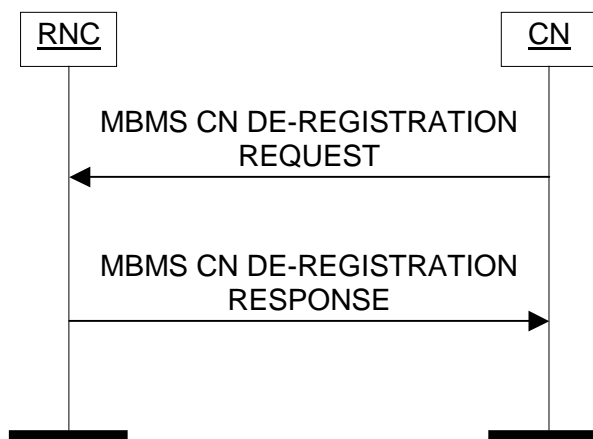 RNC
CN
MBMS CN DE-REGISTRATION
REQUEST
MBMS CN DE-REGISTRATION
RESPONSE